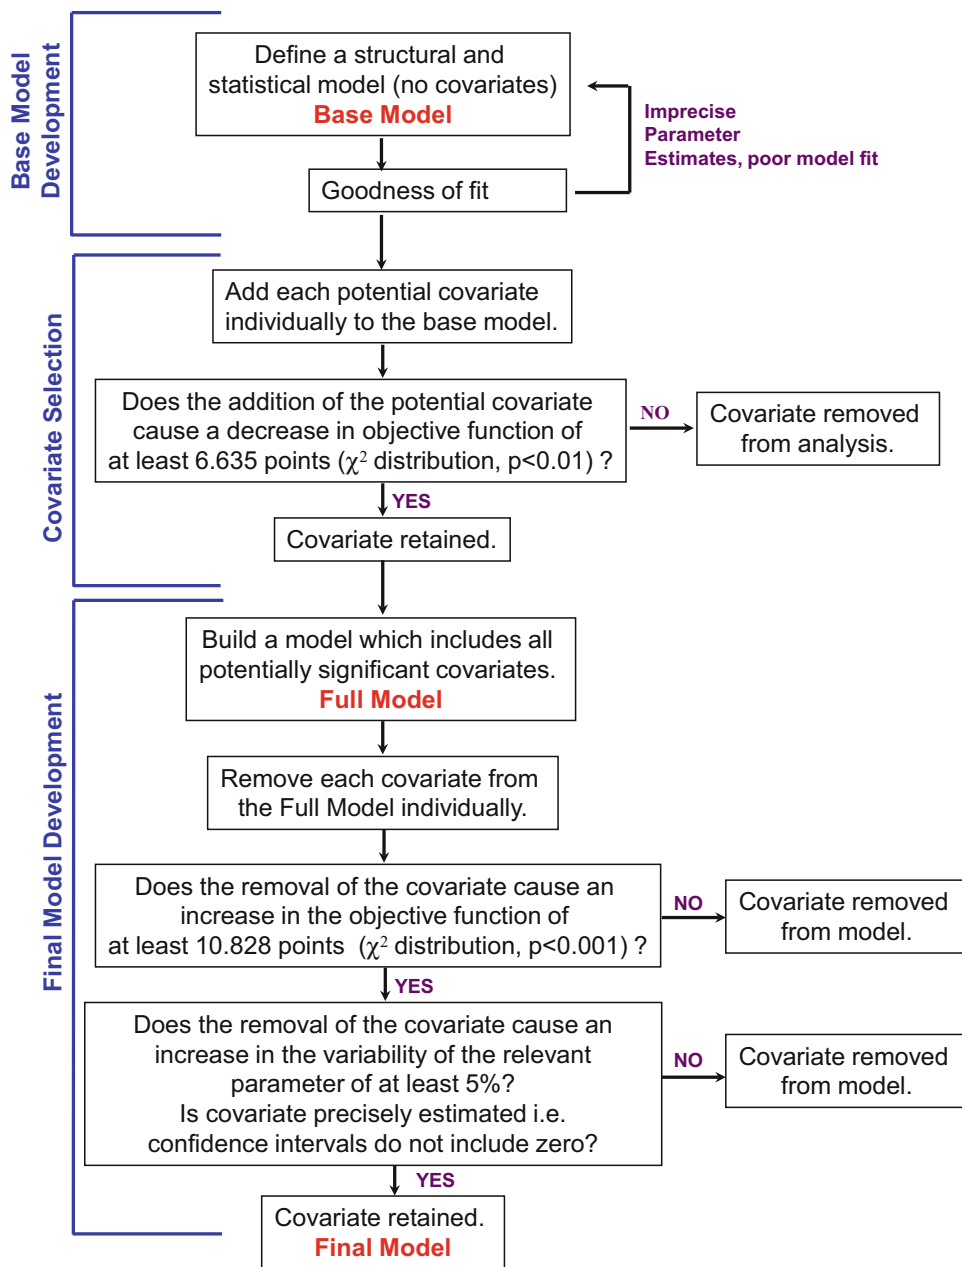 Base Model
Development
Define a structural and
statistical model (no covariates)
Base Model
Imprecise
Parameter
Estimates, poor model fit
Goodness of fit
Covariate Selection
Add each potential covariate
individually to the base model.
Does the addition of the potential covariate
cause a decrease in objective function of
at least 6.635 points (χ² distribution, p<0.01) ?
NO
Covariate removed
from analysis.
YES
Covariate retained.
Final Model Development
Build a model which includes all
potentially significant covariates.
Full Model
Remove each covariate from
the Full Model individually.
Does the removal of the covariate cause an
increase in the objective function of
at least 10.828 points (χ² distribution, p<0.001) ?
NO
Covariate removed
from model.
YES
Does the removal of the covariate cause an
increase in the variability of the relevant
parameter of at least 5%?
Is covariate precisely estimated i.e.
confidence intervals do not include zero?
NO
Covariate removed
from model.
YES
Covariate retained.
Final Model